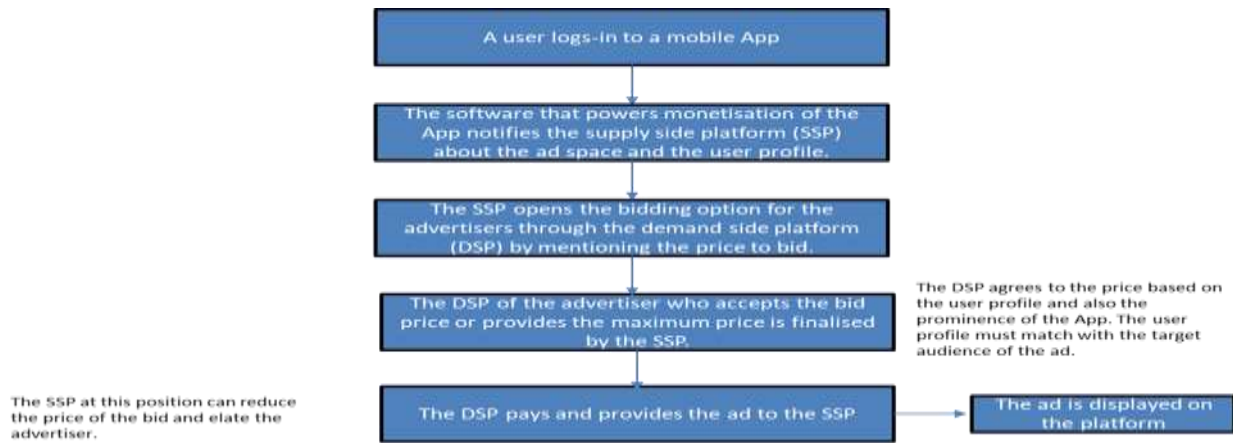 A user logs-in to a mobile App
The software that powers monetisation of the
App notifies the supply side platform (SSP)
about the ad space and the user profile.
The SSP opens the bidding option for the
advertisers through the demand side platform
(DSP) by mentioning the price to bid.
The DSP of the advertiser who accepts the bid
price or provides the maximum price is finalised
by the SSP.
The DSP agrees to the price based on
the user profile and also the
prominence of the App. The user
profile must match with the target
audience of the ad.
The SSP at this position can reduce
the price of the bid and elate the
advertiser.
The DSP pays and provides the ad to the SSP
The ad is displayed on
the platform